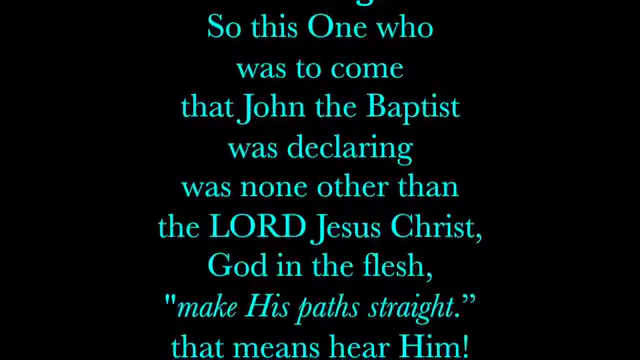 So this One who
was to come
that John the Baptist
was declaring
was none other than
the LORD Jesus Christ,
God in the flesh,
"make His paths straight.”
that means hear Him!